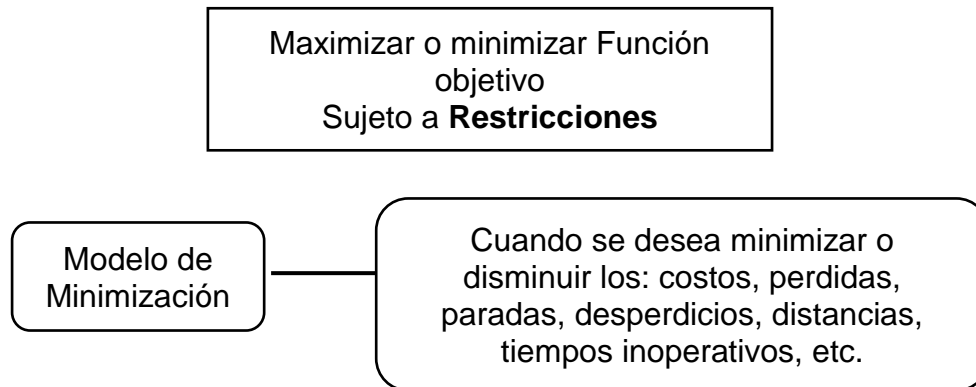 Maximizar o minimizar Función
objetivo
Sujeto a Restricciones
Modelo de
Minimización
Cuando se desea minimizar o
disminuir los: costos, perdidas,
paradas, desperdicios, distancias,
tiempos inoperativos, etc.